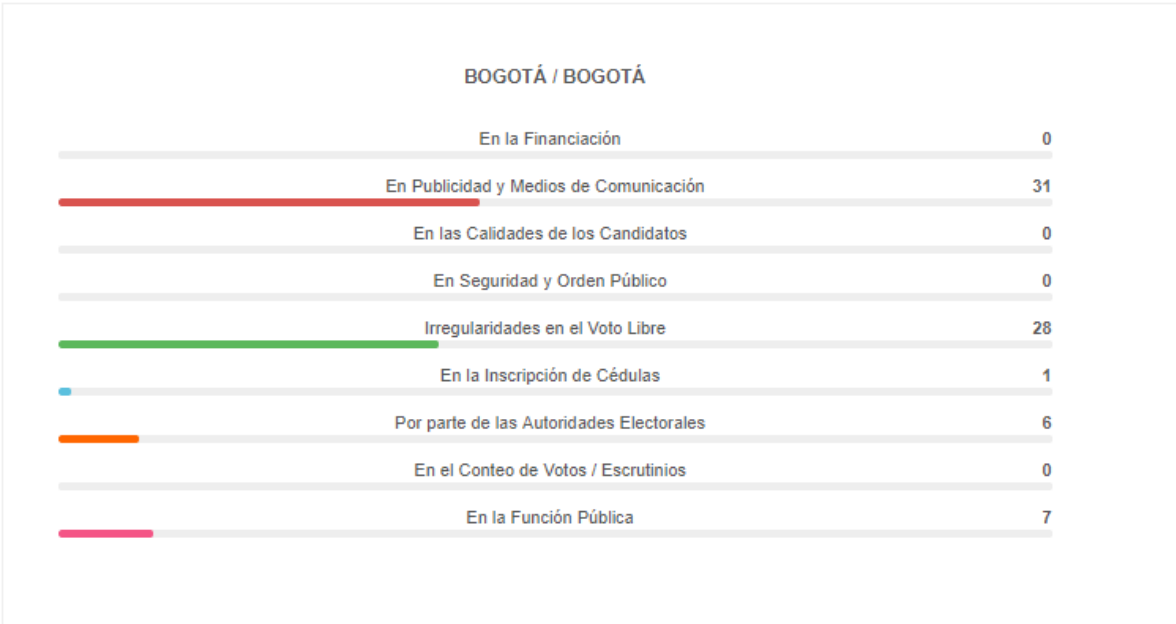 BOGOTÁ / BOGOTÁ
En la Financiación 0
En Publicidad y Medios de Comunicación 31
En las Calidades de los Candidatos 0
En Seguridad y Orden Público 0
Irregularidades en el Voto Libre 28
En la Inscripción de Cédulas 1
Por parte de las Autoridades Electorales 6
En el Conteo de Votos / Escrutinios 0
En la Función Pública 7